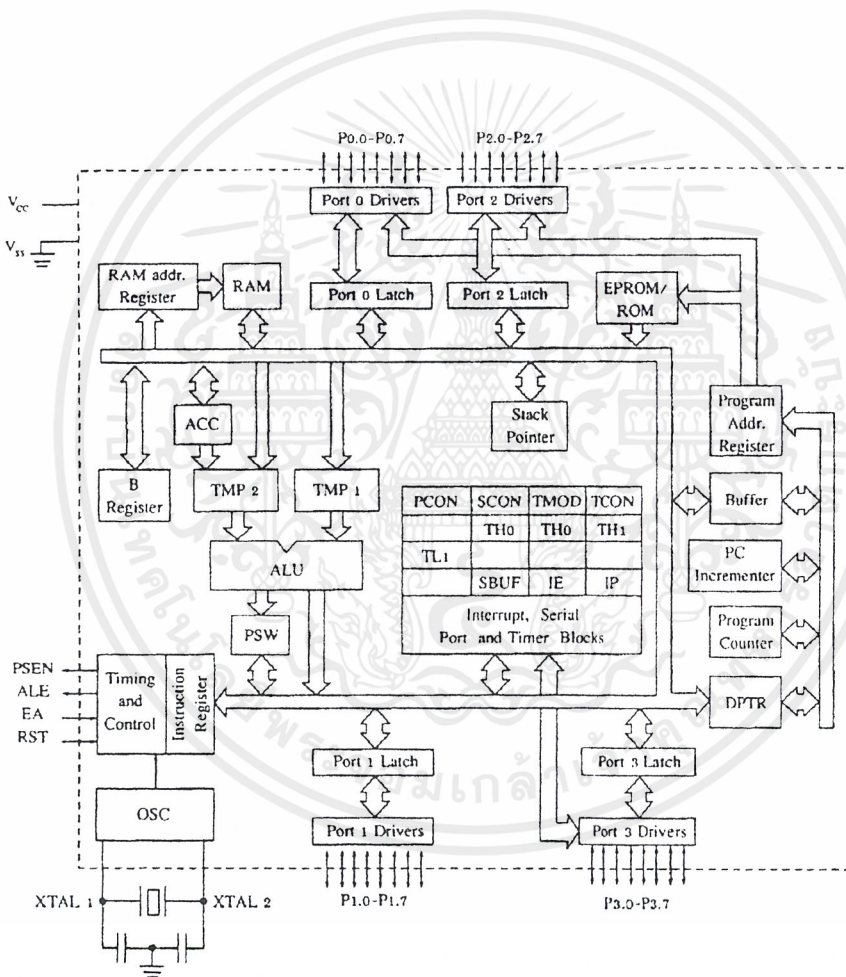 P0.0-P0.7
P2.0-P2.7
VCC
Port 0 Drivers
Port 2 Drivers
VSS
RAM addr.
Register
RAM
Port 0 Latch
Port 2 Latch
EPROM/
ROM
ACC
Stack
Pointer
Program
Addr.
Register
B
Register
TMP 2
TMP 1
PCON SCON TMOD TCON
TH0 TH0 TH1
TL1
SBUF IE IP
Interrupt, Serial
Port and Timer Blocks
Buffer
ALU
PC
Incrementer
PSW
Program
Counter
PSEN
ALE
EA
RST
Timing
and
Control
Instruction
Register
DPTR
Port 1 Latch
Port 3 Latch
OSC
Port 1 Drivers
Port 3 Drivers
XTAL 1
XTAL 2
P1.0-P1.7
P3.0-P3.7